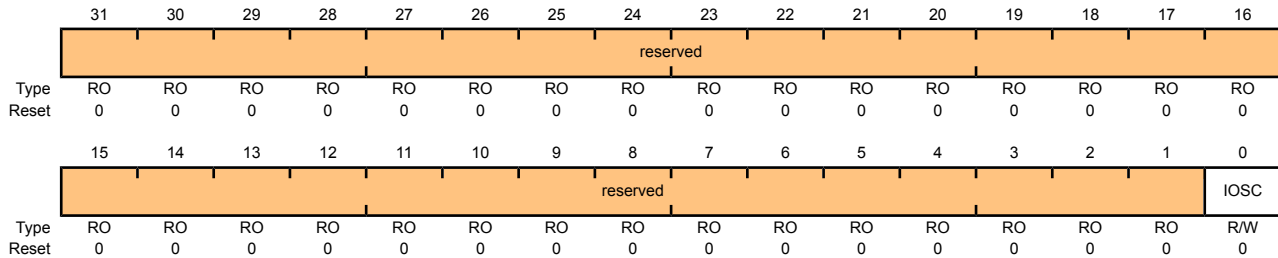 31 30 29 28 27 26 25 24 23 22 21 20 19 18 17 16
reserved
Type RO RO RO RO RO RO RO RO RO RO RO RO RO RO RO RO
Reset 0 0 0 0 0 0 0 0 0 0 0 0 0 0 0 0
15 14 13 12 11 10 9 8 7 6 5 4 3 2 1 0
reserved IOSC
Type RO RO RO RO RO RO RO RO RO RO RO RO RO RO RO R/W
Reset 0 0 0 0 0 0 0 0 0 0 0 0 0 0 0 0